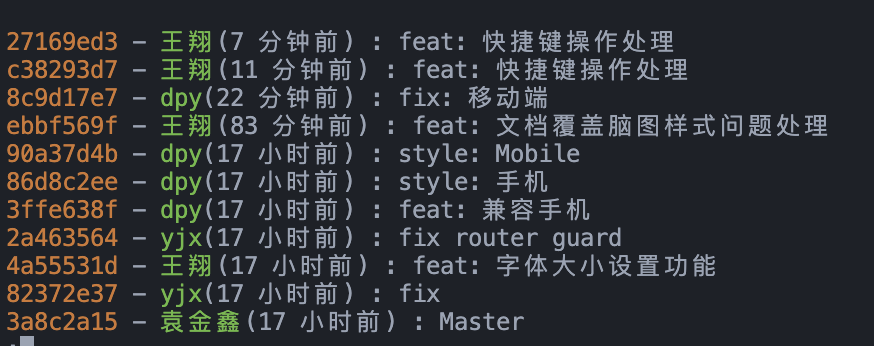 27169ed3 - 王翔(7 分钟前) : feat: 快捷键操作处理
c38293d7 - 王翔(11 分钟前) : feat: 快捷键操作处理
8c9d17e7 - dpy(22 分钟前) : fix: 移动端
ebbf569f - 王翔(83 分钟前) : feat: 文档覆盖脑图样式问题处理
90a37d4b - dpy(17 小时前) : style: Mobile
86d8c2ee - dpy(17 小时前) : style: 手机
3ffe638f - dpy(17 小时前) : feat: 兼容手机
2a463564 - yjx(17 小时前) : fix router guard
4a55531d - 王翔(17 小时前) : feat: 字体大小设置功能
82372e37 - yjx(17 小时前) : fix
3a8c2a15 - 袁金鑫(17 小时前) : Master